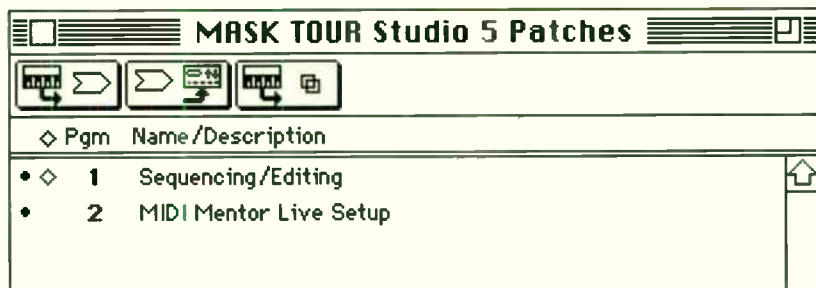 MASK TOUR Studio 5 Patches
Pgm Name/Description
1 Sequencing/Editing
2 MIDI Mentor Live Setup